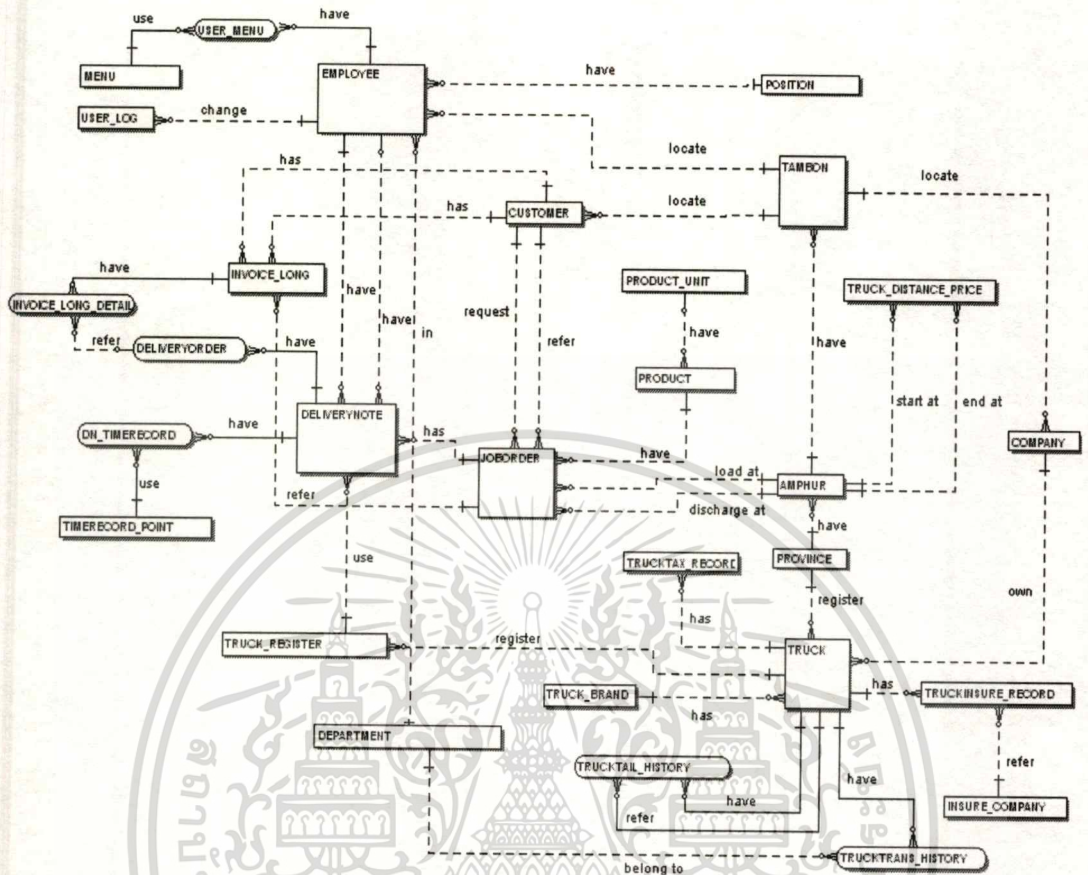 use
have
USER_MENU
MENU
EMPLOYEE
have
POSITION
USER_LOG
change
locate
TAMBON
locate
has
has
CUSTOMER
locate
have
INVOICE_LONG
INVOICE_LONG_DETAIL
have
have
in
request
refer
PRODUCT_UNIT
have
PRODUCT
TRUCK_DISTANCE_PRICE
have
start at
end at
refer
DELIVERYORDER
have
DELIVERYNOTE
has
DN_TIMERECORD
have
JOBORDER
have
load at
AMPHUR
COMPANY
use
refer
discharge at
TIMERECORD_POINT
have
use
TRUCKTAX_RECORD
PROVINCE
own
has
register
TRUCK_REGISTER
register
TRUCK
TRUCK_BRAND
has
has
TRUCKINSURE_RECORD
DEPARTMENT
TRUCKTAIL_HISTORY
have
have
refer
refer
INSURE_COMPANY
belong to
TRUCKTRANS_HISTORY